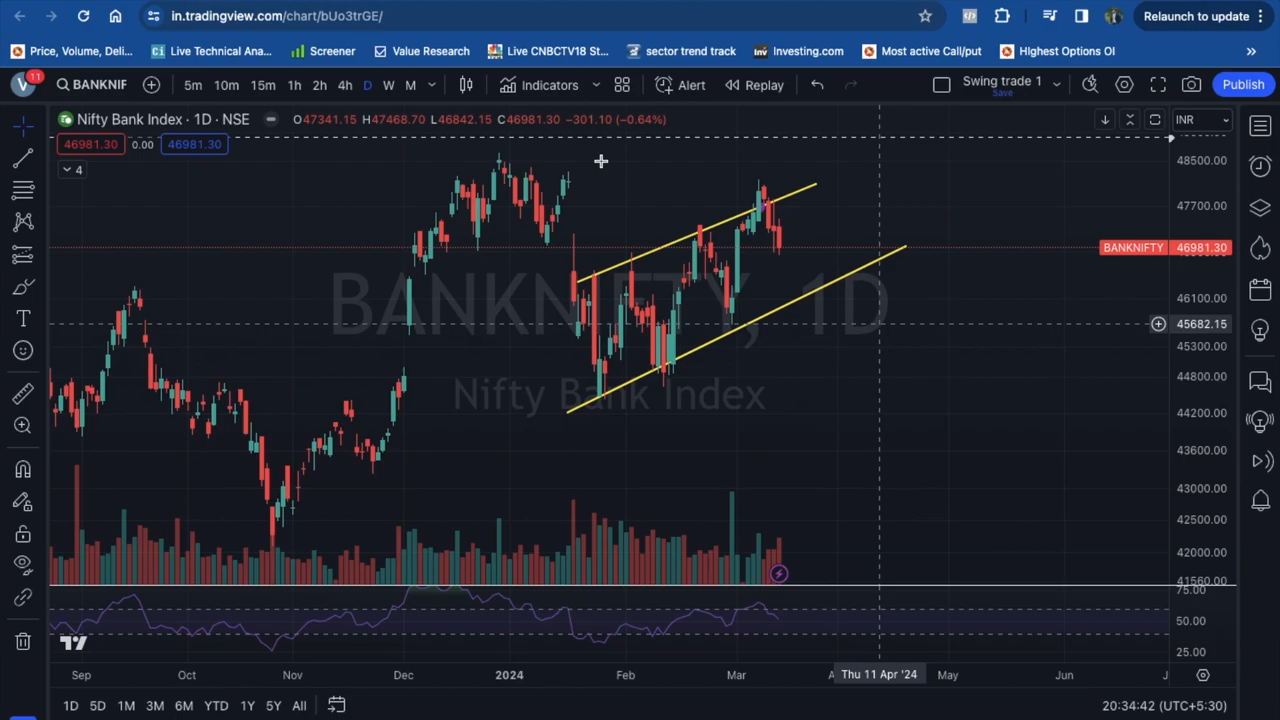 in.tradingview.com/chart/bUo3trGE/
Relaunch to update
Price, Volume, Deli...
Live Technical Ana...
Screener
Value Research
Live CNBCTV18 St...
sector trend track
Investing.com
Most active Call/put
HIghest Options OI
V 11
BANKNIF
5m 10m 15m 1h 2h 4h D W M
Indicators
Alert
Replay
Swing trade 1
Save
Publish
Nifty Bank Index · 1D · NSE
O47341.15 H47468.70 L46842.15 C46981.30 −301.10 (−0.64%)
INR
46981.30 0.00 46981.30
4
48500.00
47700.00
BANKNIFTY 46981.30
46100.00
45682.15
45300.00
44800.00
44200.00
43600.00
43000.00
42500.00
42000.00
41560.00
75.00
50.00
25.00
BANKNIFTY, 1D
Nifty Bank Index
Sep Oct Nov Dec 2024 Feb Mar A Thu 11 Apr '24 May Jun J
1D 5D 1M 3M 6M YTD 1Y 5Y All
20:34:42 (UTC+5:30)